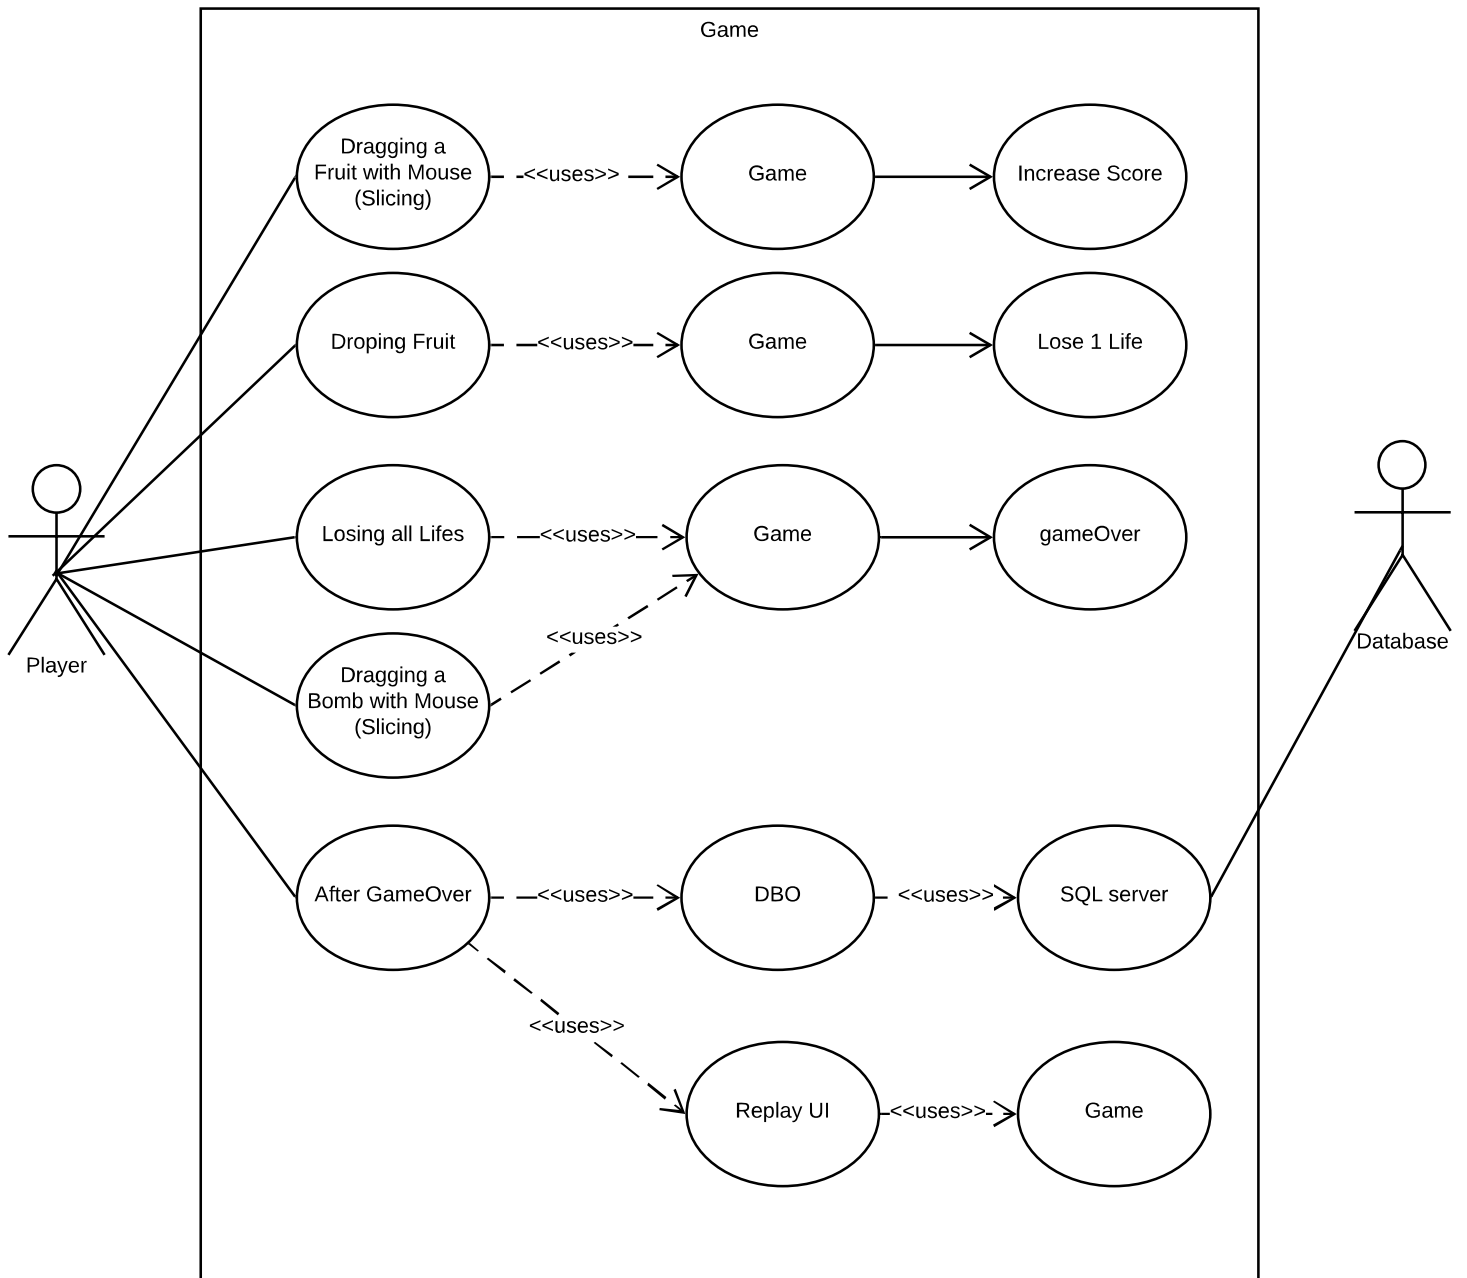 Game
Dragging a
Fruit with Mouse
(Slicing)
<<uses>>
Game
Increase Score
Droping Fruit
<<uses>>
Game
Lose 1 Life
Losing all Lifes
<<uses>>
Game
gameOver
<<uses>>
Player
Database
Dragging a
Bomb with Mouse
(Slicing)
After GameOver
<<uses>>
DBO
<<uses>>
SQL server
<<uses>>
Replay UI
<<uses>>
Game